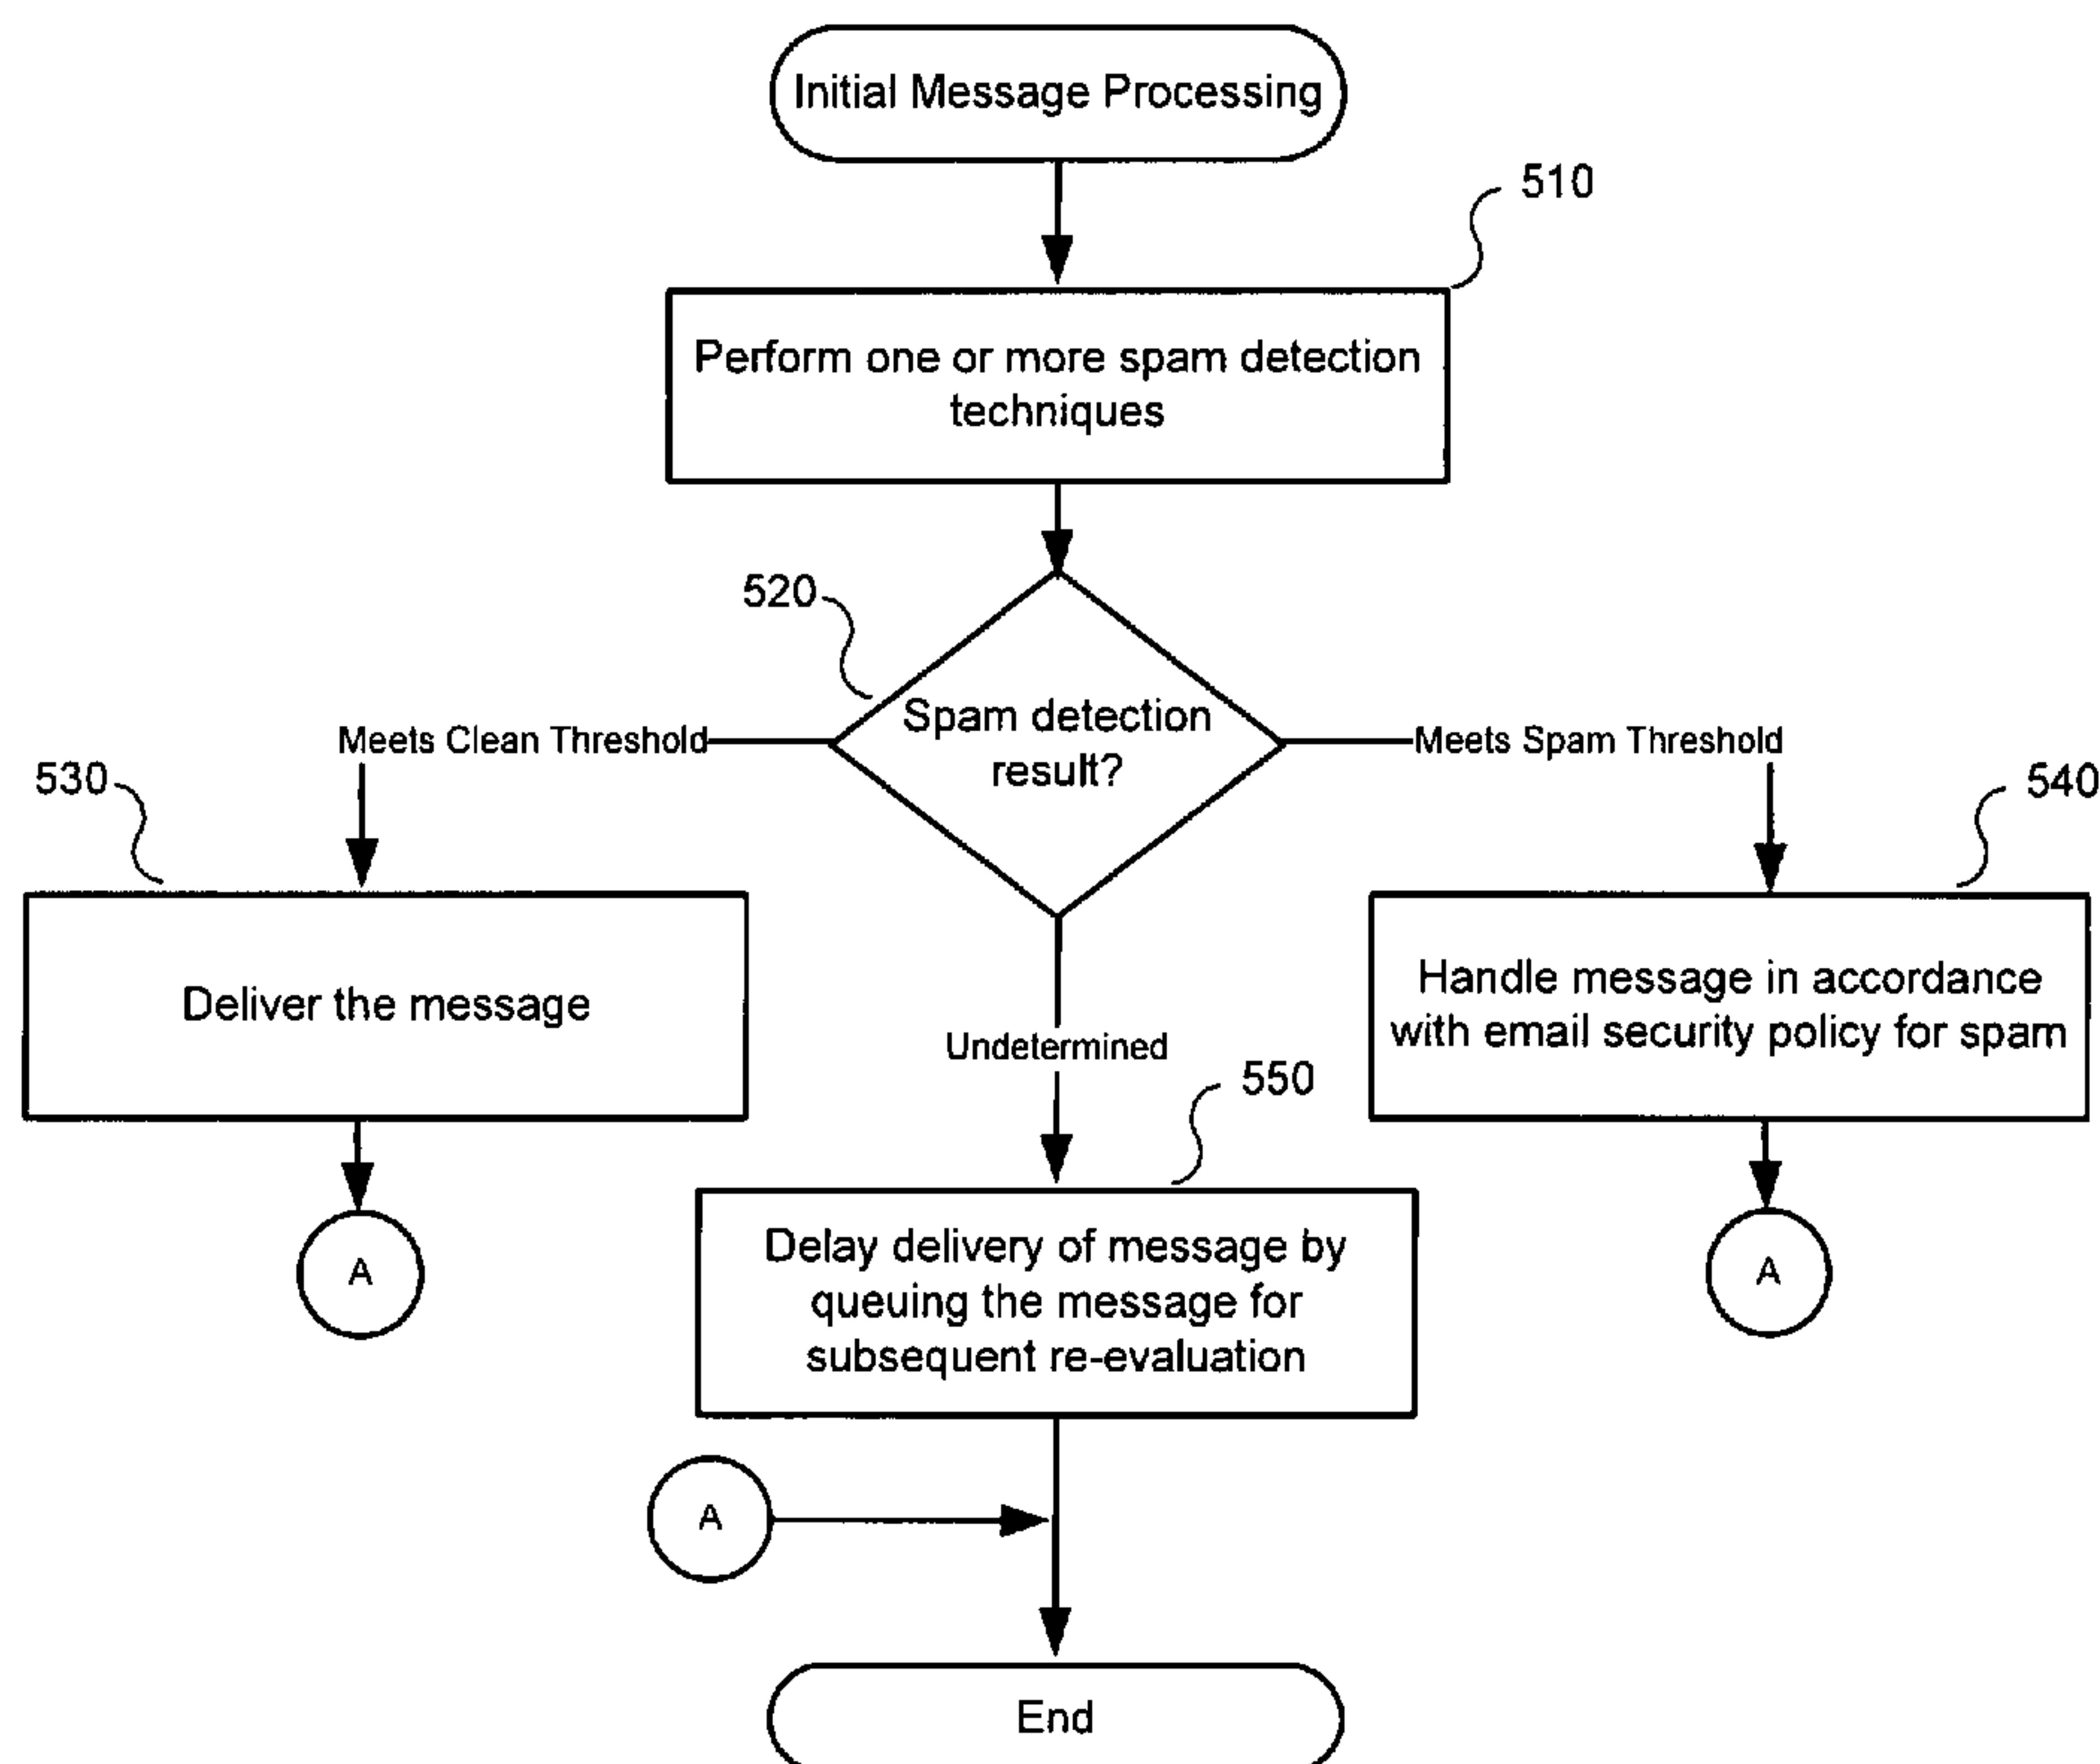 Initial Message Processing
510
Perform one or more spam detection
techniques
520
Spam detection
result?
Meets Clean Threshold
Meets Spam Threshold
530
540
Deliver the message
Handle message in accordance
with email security policy for spam
Undetermined
550
A
A
Delay delivery of message by
queuing the message for
subsequent re-evaluation
A
End